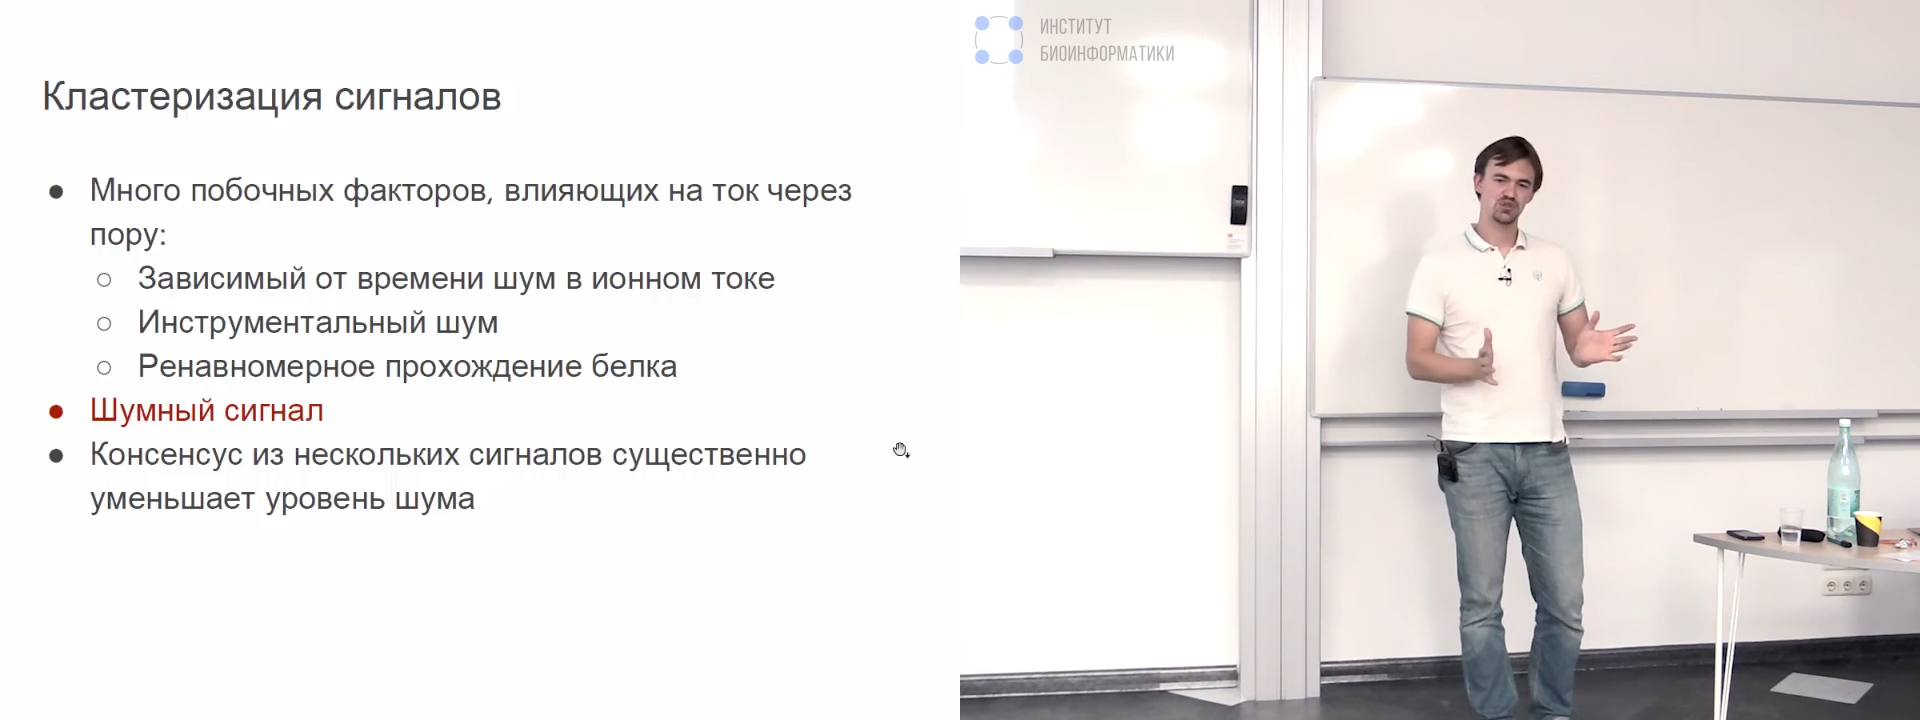 Кластеризация сигналов
● Много побочных факторов, влияющих на ток через
пору:
○ Зависимый от времени шум в ионном токе
○ Инструментальный шум
○ Ренавномерное прохождение белка
● Шумный сигнал
● Консенсус из нескольких сигналов существенно
уменьшает уровень шума
ИНСТИТУТ
БИОИНФОРМАТИКИ